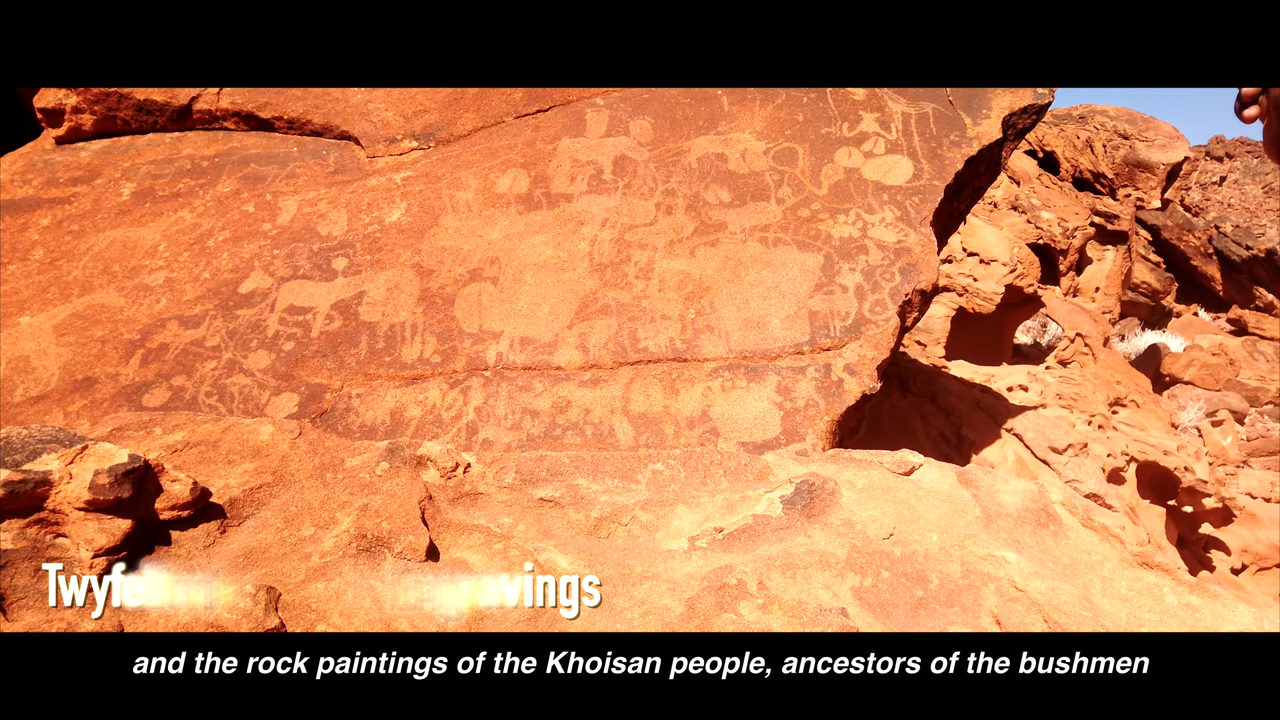 and the rock paintings of the Khoisan people, ancestors of the bushmen